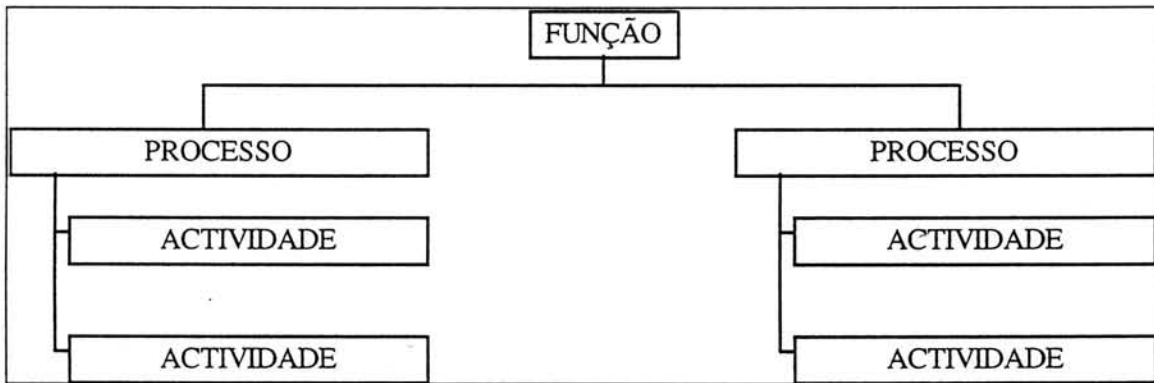 FUNÇÃO
PROCESSO
PROCESSO
ACTIVIDADE
ACTIVIDADE
ACTIVIDADE
ACTIVIDADE